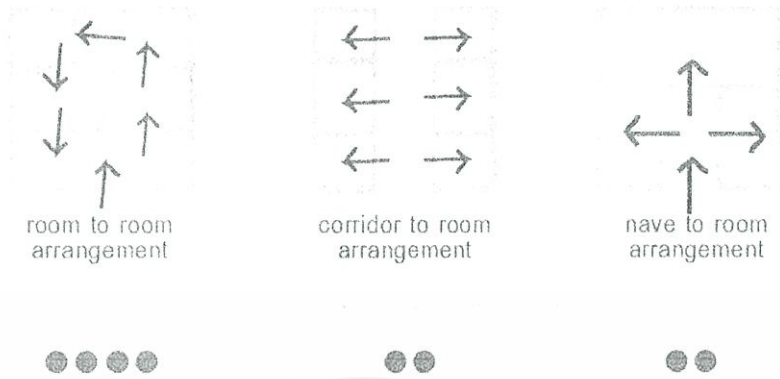 room to room
arrangement
corridor to room
arrangement
nave to room
arrangement